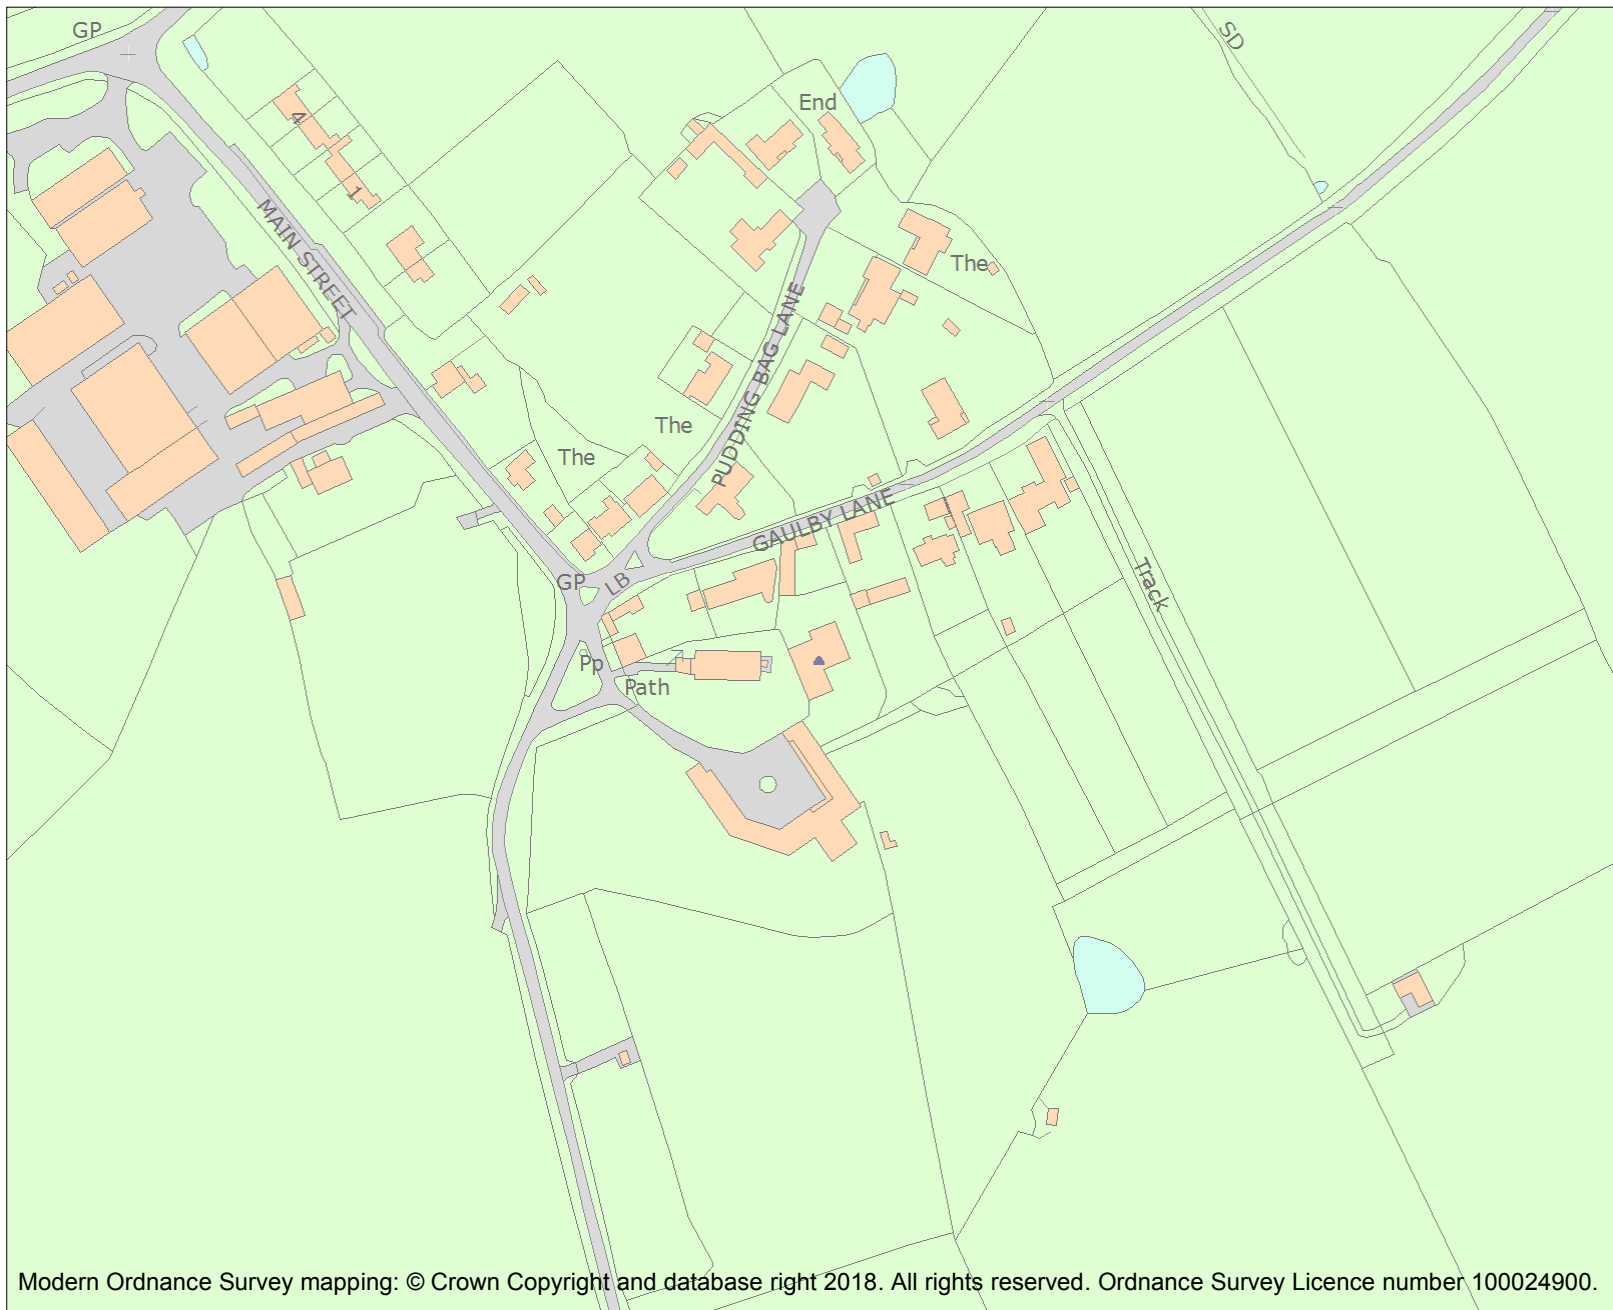 GP
SD
End
4
1
MAIN STREET
The
PUDDING BAG LANE
The
The
GAULBY LANE
GP
LB
Track
Pp
Path
Modern Ordnance Survey mapping: © Crown Copyright and database right 2018. All rights reserved. Ordnance Survey Licence number 100024900.